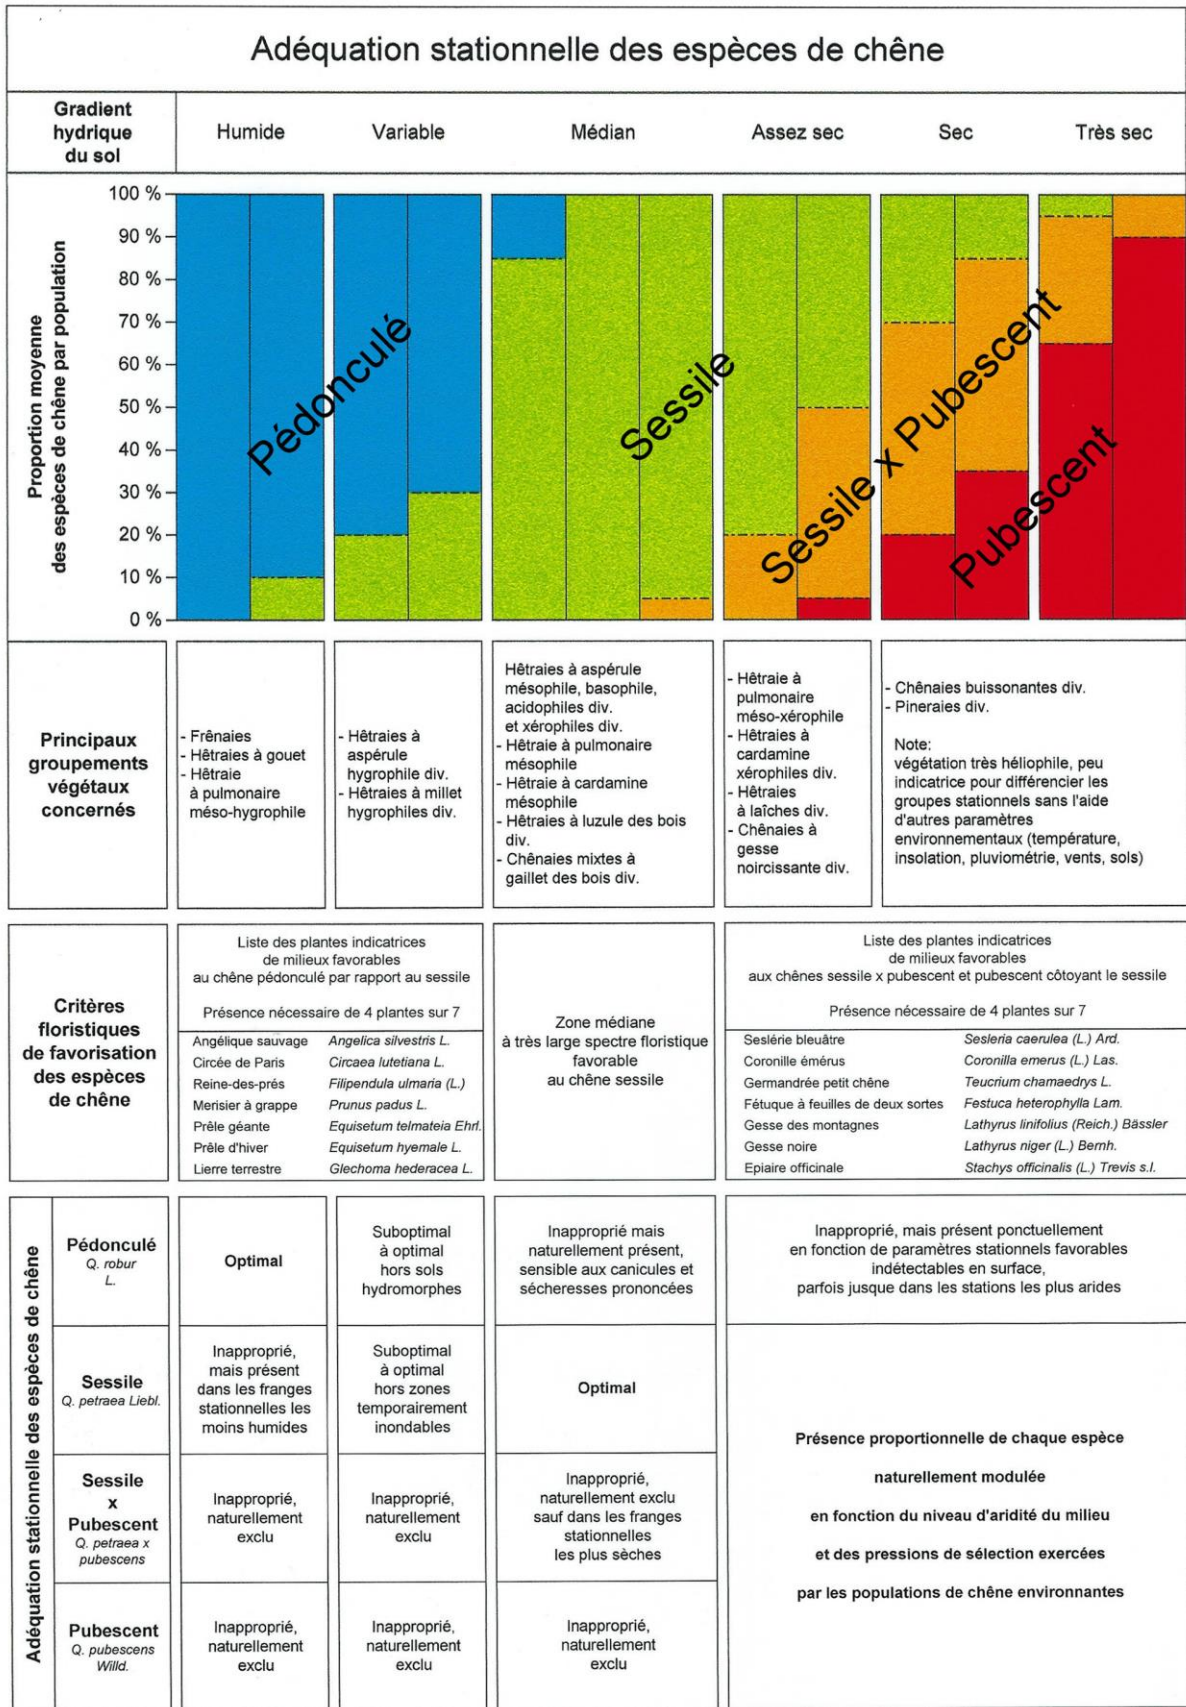 Adéquation stationnelle des espèces de chêne
Gradient
hydrique
du sol
Humide
Variable
Médian
Assez sec
Sec
Très sec
Proportion moyenne
des espèces de chêne par population
100 %
90 %
80 %
70 %
60 %
50 %
40 %
30 %
20 %
10 %
0 %
Pédonculé
Sessile
Sessile x Pubescent
Pubescent
Principaux
groupements
végétaux
concernés
- Frênaies
- Hêtraies à gouet
- Hêtraie
à pulmonaire
méso-hygrophile
- Hêtraies à
aspérule
hygrophile div.
- Hêtraies à millet
hygrophiles div.
Hêtraies à aspérule
mésophile, basophile,
acidophiles div.
et xérophiles div.
- Hêtraie à pulmonaire
mésophile
- Hêtraie à cardamine
mésophile
- Hêtraies à luzule des bois
div.
- Chênaies mixtes à
gaillet des bois div.
- Hêtraie à
pulmonaire
méso-xérophile
- Hêtraies à
cardamine
xérophiles div.
- Hêtraies
à laîches div.
- Chênaies à
gesse
noircissante div.
- Chênaies buissonantes div.
- Pineraies div.
Note:
végétation très héliophile, peu
indicatrice pour différencier les
groupes stationnels sans l'aide
d'autres paramètres
environnementaux (température,
insolation, pluviométrie, vents, sols)
Critères
floristiques
de favorisation
des espèces
de chêne
Liste des plantes indicatrices
de milieux favorables
au chêne pédonculé par rapport au sessile
Présence nécessaire de 4 plantes sur 7
Angélique sauvage Angelica silvestris L.
Circée de Paris Circaea lutetiana L.
Reine-des-prés Filipendula ulmaria (L.)
Merisier à grappe Prunus padus L.
Prêle géante Equisetum telmateia Ehrl.
Prêle d'hiver Equisetum hyemale L.
Lierre terrestre Glechoma hederacea L.
Zone médiane
à très large spectre floristique
favorable
au chêne sessile
Liste des plantes indicatrices
de milieux favorables
aux chênes sessile x pubescent et pubescent côtoyant le sessile
Présence nécessaire de 4 plantes sur 7
Seslérie bleuâtre Sesleria caerulea (L.) Ard.
Coronille émérus Coronilla emerus (L.) Las.
Germandrée petit chêne Teucrium chamaedrys L.
Fétuque à feuilles de deux sortes Festuca heterophylla Lam.
Gesse des montagnes Lathyrus linifolius (Reich.) Bässler
Gesse noire Lathyrus niger (L.) Bernh.
Epiaire officinale Stachys officinalis (L.) Trevis s.l.
Adéquation stationnelle des espèces de chêne
Pédonculé
Q. robur
L.
Optimal
Suboptimal
à optimal
hors sols
hydromorphes
Inapproprié mais
naturellement présent,
sensible aux canicules et
sécheresses prononcées
Inapproprié, mais présent ponctuellement
en fonction de paramètres stationnels favorables
indétectables en surface,
parfois jusque dans les stations les plus arides
Sessile
Q. petraea Liebl.
Inapproprié,
mais présent
dans les franges
stationnelles les
moins humides
Suboptimal
à optimal
hors zones
temporairement
inondables
Optimal
Présence proportionnelle de chaque espèce
naturellement modulée
en fonction du niveau d'aridité du milieu
et des pressions de sélection exercées
par les populations de chêne environnantes
Sessile
x
Pubescent
Q. petraea x
pubescens
Inapproprié,
naturellement
exclu
Inapproprié,
naturellement
exclu
Inapproprié,
naturellement exclu
sauf dans les franges
stationnelles
les plus sèches
Pubescent
Q. pubescens
Willd.
Inapproprié,
naturellement
exclu
Inapproprié,
naturellement
exclu
Inapproprié,
naturellement
exclu